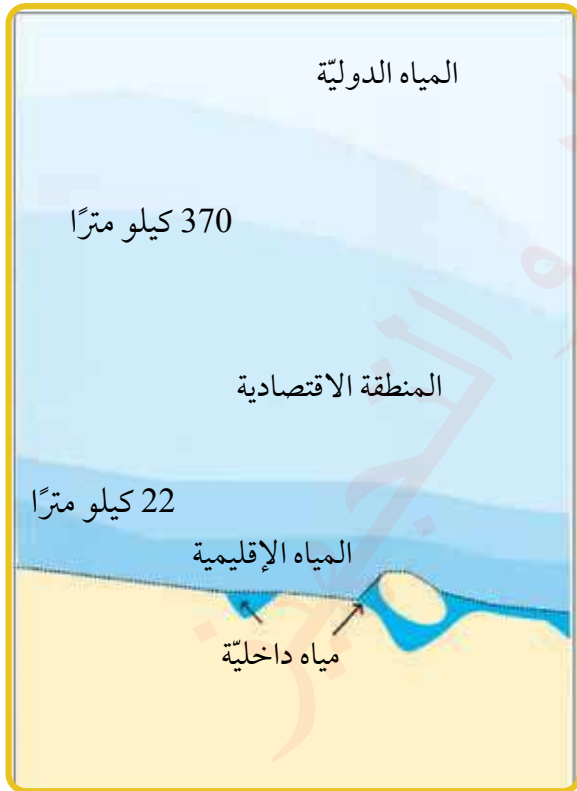 المياه الدوليّة
370 كيلو مترًا
المنطقة الاقتصادية
22 كيلو مترًا
المياه الإقليمية
مياه داخليّة